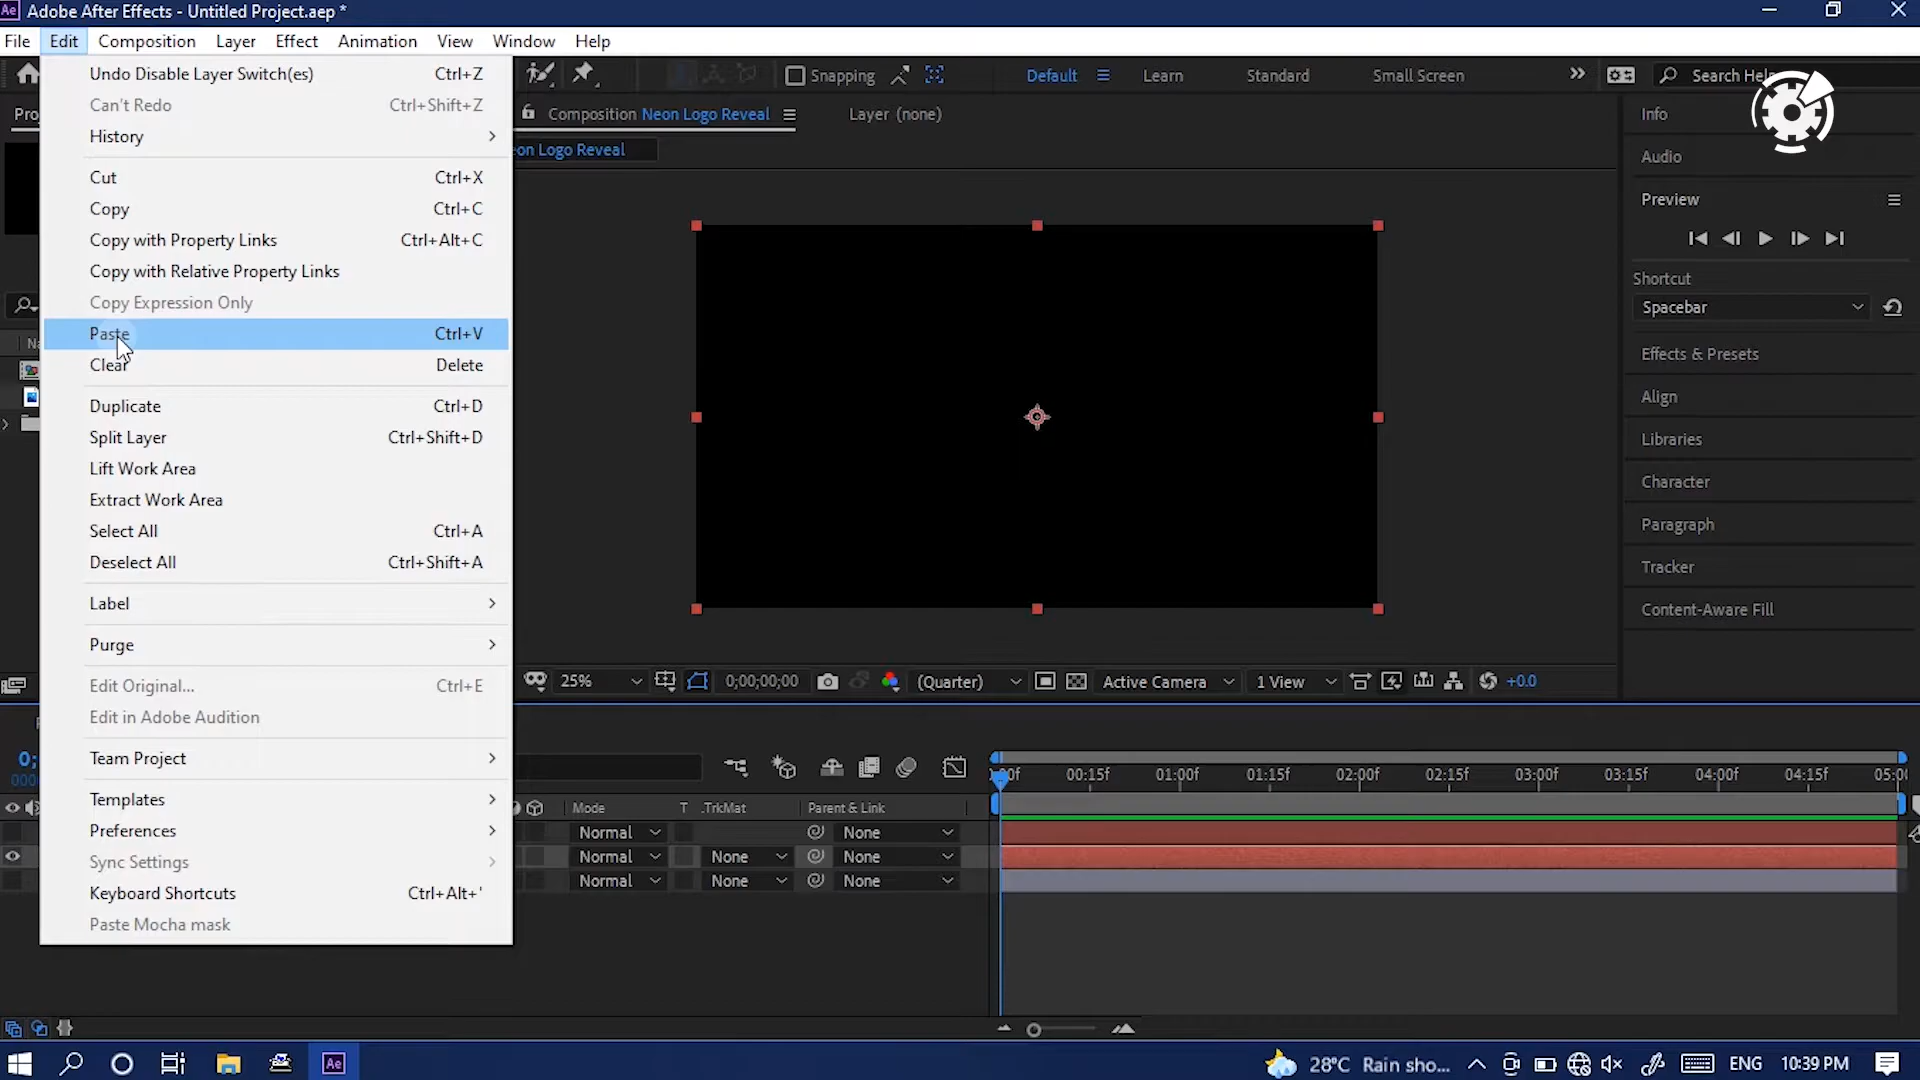 Ae Adobe After Effects - Untitled Project.aep *
File Edit Composition Layer Effect Animation View Window Help
Undo Disable Layer Switch(es) Ctrl+Z
Can't Redo Ctrl+Shift+Z
History
Cut Ctrl+X
Copy Ctrl+C
Copy with Property Links Ctrl+Alt+C
Copy with Relative Property Links
Copy Expression Only
Paste Ctrl+V
Clear Delete
Duplicate Ctrl+D
Split Layer Ctrl+Shift+D
Lift Work Area
Extract Work Area
Select All Ctrl+A
Deselect All Ctrl+Shift+A
Label
Purge
Edit Original... Ctrl+E
Edit in Adobe Audition
Team Project
Templates
Preferences
Sync Settings
Keyboard Shortcuts Ctrl+Alt+'
Paste Mocha mask
Snapping Default Learn Standard Small Screen Search Help
Composition Neon Logo Reveal Layer (none)
eon Logo Reveal
Info
Audio
Preview
Shortcut
Spacebar
Effects & Presets
Align
Libraries
Character
Paragraph
Tracker
Content-Aware Fill
25% 0;00;00;00 (Quarter) Active Camera 1 View +0.0
00:15f 01:00f 01:15f 02:00f 02:15f 03:00f 03:15f 04:00f 04:15f
Mode T .TrkMat Parent & Link
Normal None
Normal None None
Normal None None
Ae 28°C Rain sho... ENG 10:39 PM